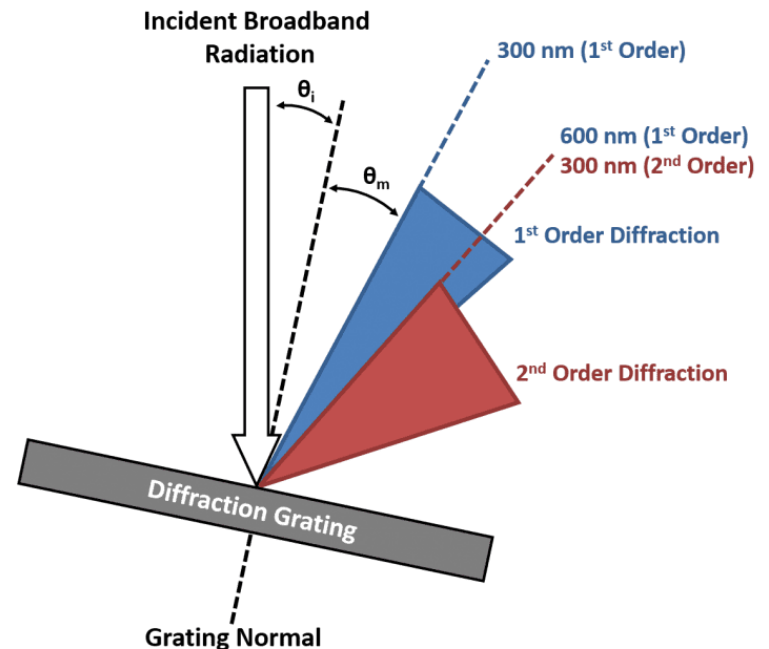 Incident Broadband
Radiation
θi
θm
300 nm (1st Order)
600 nm (1st Order)
300 nm (2nd Order)
1st Order Diffraction
2nd Order Diffraction
Diffraction Grating
Grating Normal